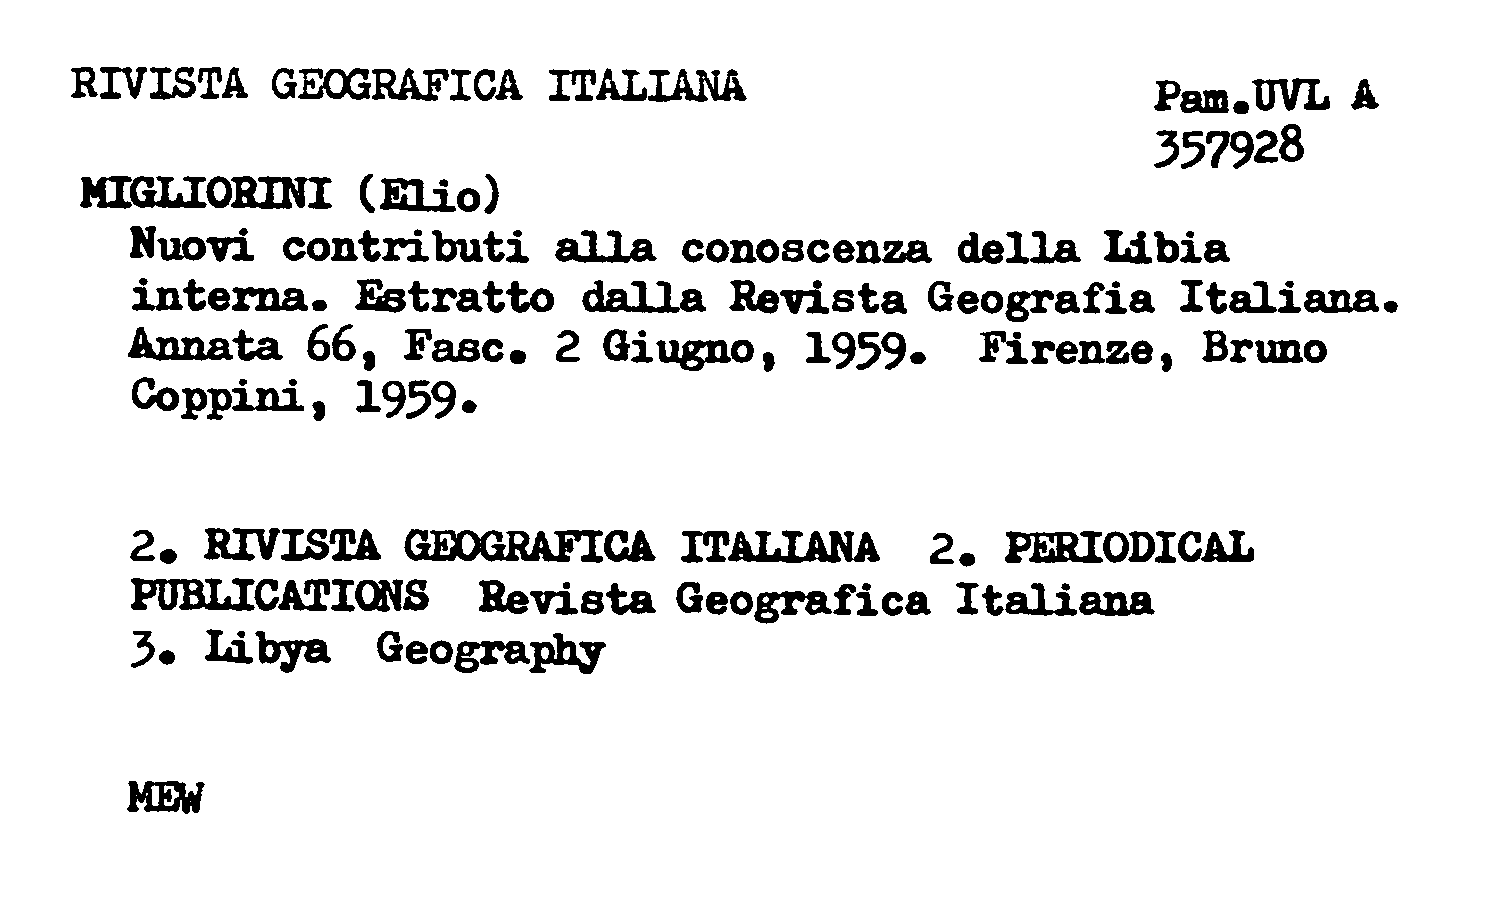 RIVISTA GEOGRAFICA ITALIANA
Pam.UVL A
357928
MIGLIORINI (Elio)
Nuovi contributi alla conoscenza della Libia
interna. Estratto dalla Revista Geografia Italiana.
Annata 66, Fasc. 2 Giugno, 1959. Firenze, Bruno
Coppini, 1959.
2. RIVISTA GEOGRAFICA ITALIANA 2. PERIODICAL
PUBLICATIONS Revista Geografica Italiana
3. Libya Geography
MEW